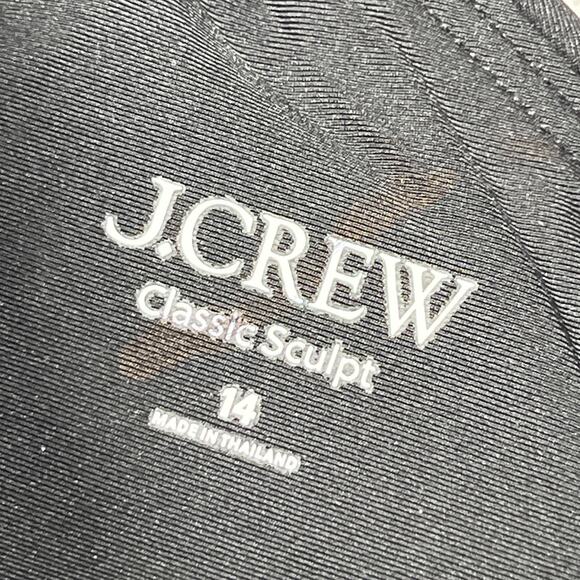 J.CREW
Classic Sculpt
14
MADE IN THAILAND